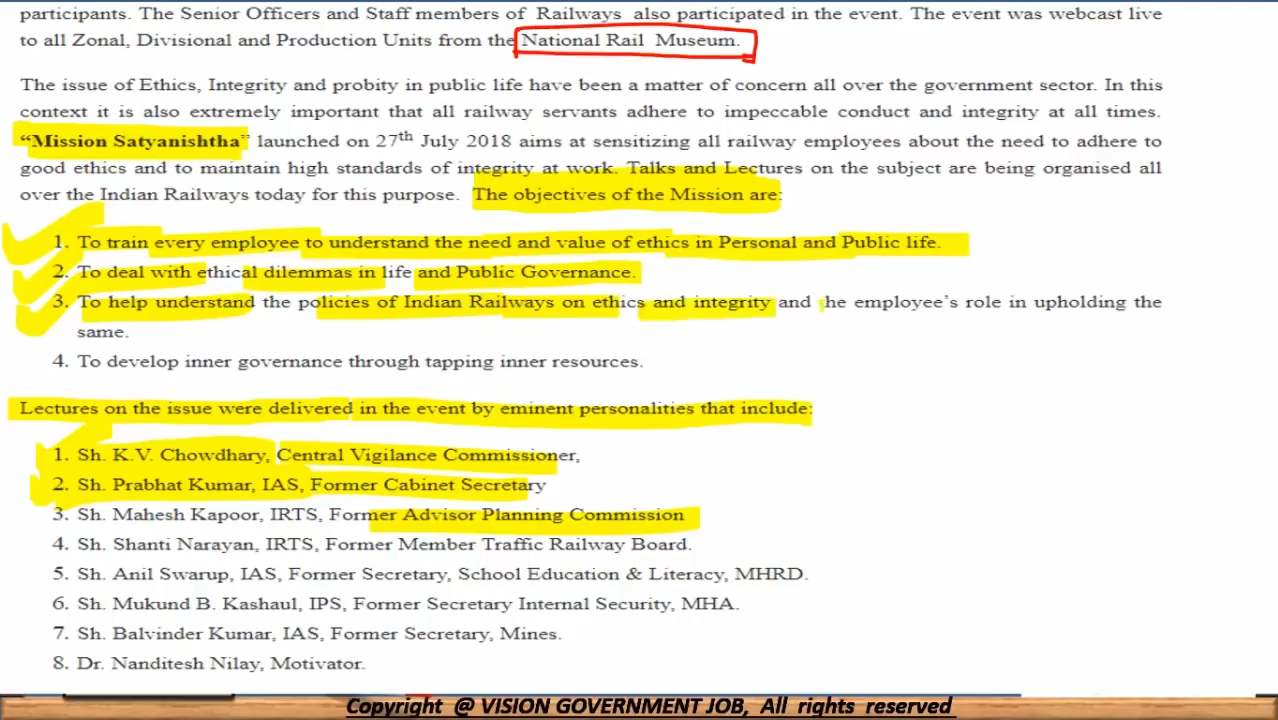 participants. The Senior Officers and Staff members of Railways also participated in the event. The event was webcast live
to all Zonal, Divisional and Production Units from the National Rail Museum.
The issue of Ethics, Integrity and probity in public life have been a matter of concern all over the government sector. In this
context it is also extremely important that all railway servants adhere to impeccable conduct and integrity at all times.
“Mission Satyanishtha” launched on 27th July 2018 aims at sensitizing all railway employees about the need to adhere to
good ethics and to maintain high standards of integrity at work. Talks and Lectures on the subject are being organised all
over the Indian Railways today for this purpose. The objectives of the Mission are:
1. To train every employee to understand the need and value of ethics in Personal and Public life.
2. To deal with ethical dilemmas in life and Public Governance.
3. To help understand the policies of Indian Railways on ethics and integrity and he employee’s role in upholding the
same.
4. To develop inner governance through tapping inner resources.
Lectures on the issue were delivered in the event by eminent personalities that include:
1. Sh. K.V. Chowdhary, Central Vigilance Commissioner,
2. Sh. Prabhat Kumar, IAS, Former Cabinet Secretary
3. Sh. Mahesh Kapoor, IRTS, Former Advisor Planning Commission
4. Sh. Shanti Narayan, IRTS, Former Member Traffic Railway Board.
5. Sh. Anil Swarup, IAS, Former Secretary, School Education & Literacy, MHRD.
6. Sh. Mukund B. Kashaul, IPS, Former Secretary Internal Security, MHA.
7. Sh. Balvinder Kumar, IAS, Former Secretary, Mines.
8. Dr. Nanditesh Nilay, Motivator.
Copyright @ VISION GOVERNMENT JOB, All rights reserved